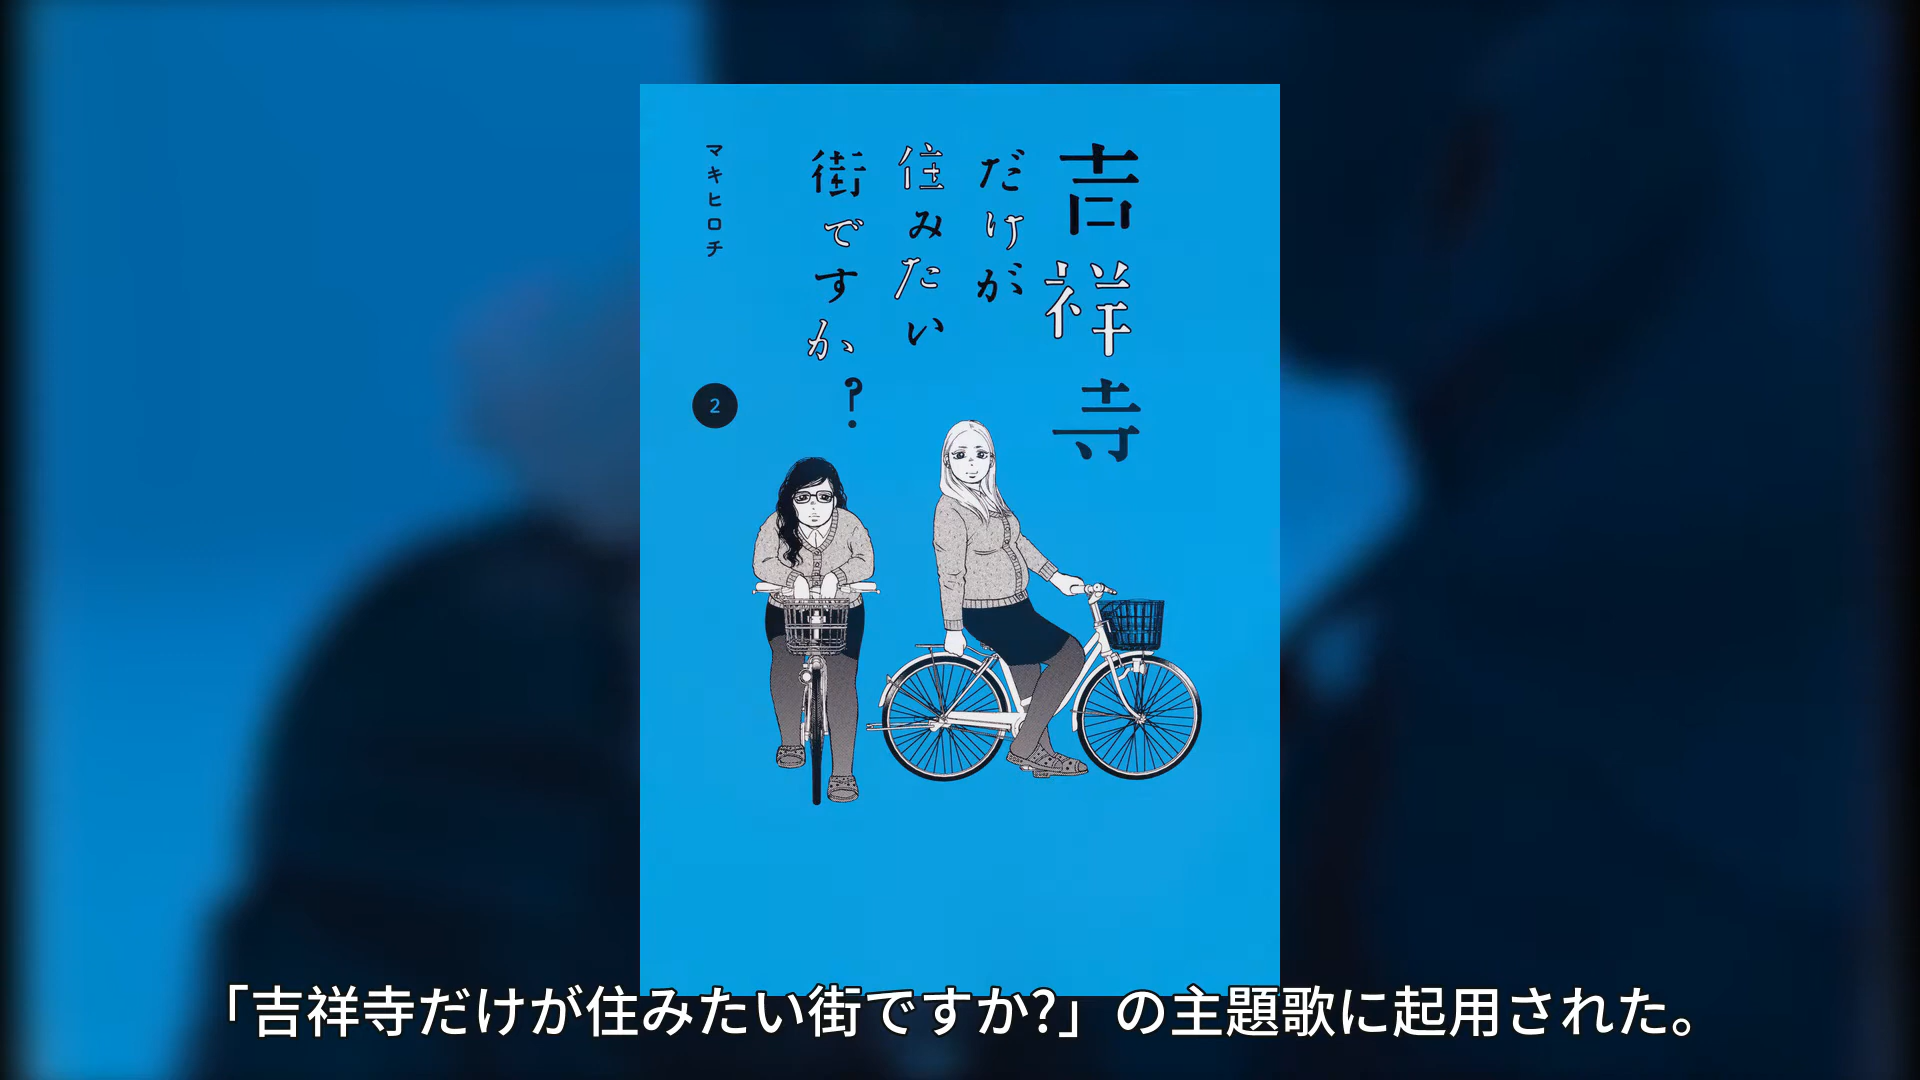 吉祥寺
だけが
住みたい
街ですか?
マキヒロチ
2
「吉祥寺だけが住みたい街ですか?」の主題歌に起用された。